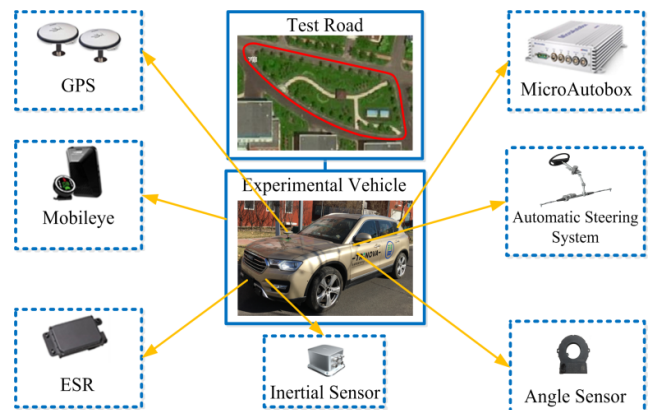 Test Road
GPS
MicroAutobox
Experimental Vehicle
Mobileye
Automatic Steering
System
ESR
Inertial Sensor
Angle Sensor